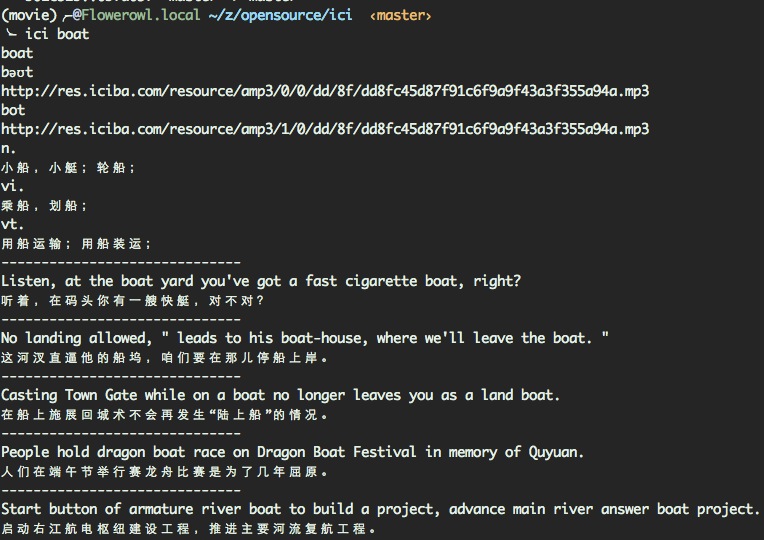 (movie) ╭─@Flowerowl.local ~/z/opensource/ici ‹master›
╰─ ici boat
boat
bəʊt
http://res.iciba.com/resource/amp3/0/0/dd/8f/dd8fc45d87f91c6f9a9f43a3f355a94a.mp3
bot
http://res.iciba.com/resource/amp3/1/0/dd/8f/dd8fc45d87f91c6f9a9f43a3f355a94a.mp3
n.
小船，小艇；轮船；
vi.
乘船，划船；
vt.
用船运输；用船装运；
------------------------------
Listen, at the boat yard you've got a fast cigarette boat, right?
听着，在码头你有一艘快艇，对不对？
------------------------------
No landing allowed, " leads to his boat-house, where we'll leave the boat. "
这河汊直逼他的船坞，咱们要在那儿停船上岸。
------------------------------
Casting Town Gate while on a boat no longer leaves you as a land boat.
在船上施展回城术不会再发生“陆上船”的情况。
------------------------------
People hold dragon boat race on Dragon Boat Festival in memory of Quyuan.
人们在端午节举行赛龙舟比赛是为了几年屈原。
------------------------------
Start button of armature river boat to build a project, advance main river answer boat project.
启动右江航电枢纽建设工程，推进主要河流复航工程。